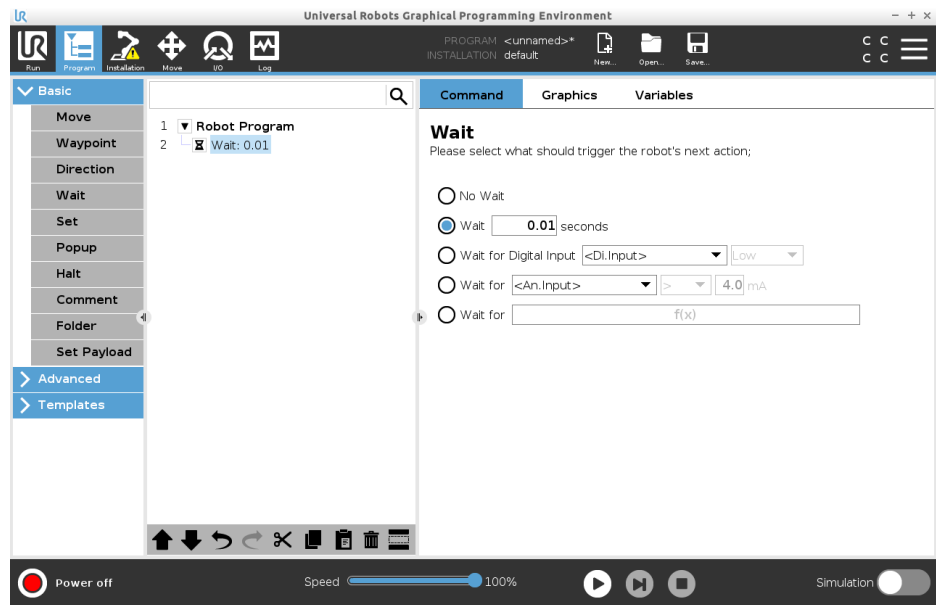 Universal Robots Graphical Programming Environment
UR
Run
Program
Installation
Move
I/O
Log
PROGRAM <unnamed>*
INSTALLATION default
New...
Open...
Save...
C C
C C
Basic
Move
Waypoint
Direction
Wait
Set
Popup
Halt
Comment
Folder
Set Payload
Advanced
Templates
1 Robot Program
2 Wait: 0.01
Command Graphics Variables
Wait
Please select what should trigger the robot's next action;
No Wait
Wait 0.01 seconds
Wait for Digital Input <Di.Input> Low
Wait for <An.Input> > 4.0 mA
Wait for f(x)
Power off
Speed 100%
Simulation